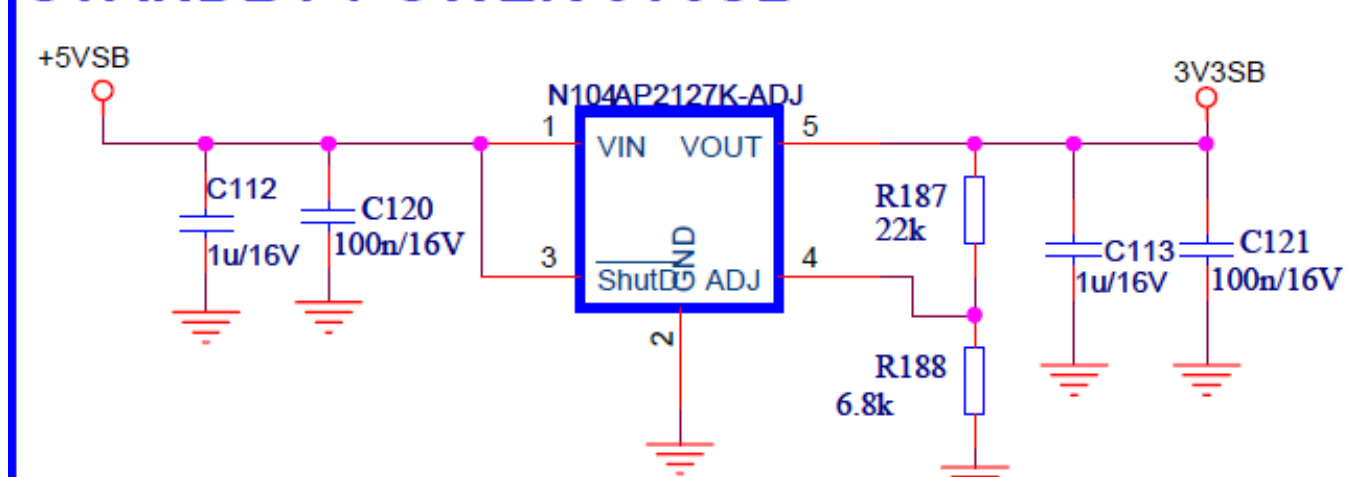 +5VSB
3V3SB
N104AP2127K-ADJ
1
VIN
VOUT
5
C112
1u/16V
C120
100n/16V
R187
22k
C113
1u/16V
C121
100n/16V
3
ShutD
GND
ADJ
4
2
R188
6.8k